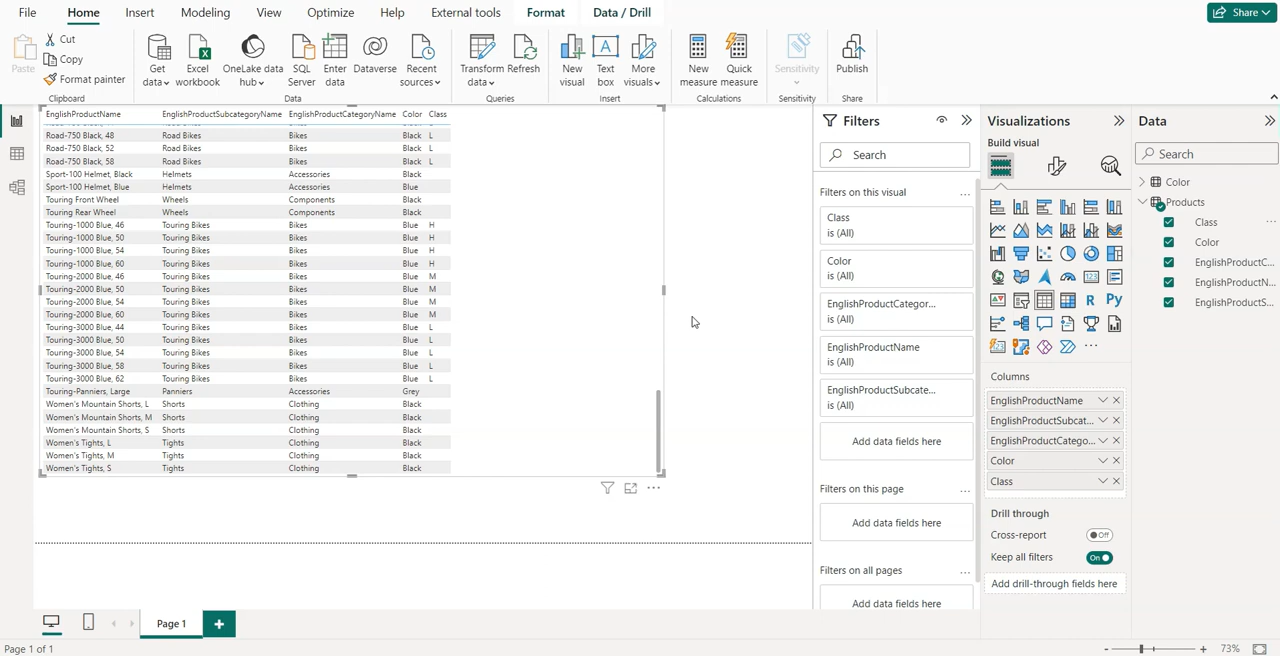 File Home Insert Modeling View Optimize Help External tools Format Data / Drill Share
Paste Cut Copy Format painter Clipboard
Get data Excel workbook OneLake data hub SQL Server Enter data Dataverse Recent sources Data
Transform data Refresh Queries
New visual Text box More visuals Insert
New measure Quick measure Calculations
Sensitivity Sensitivity
Publish Share
EnglishProductName EnglishProductSubcategoryName EnglishProductCategoryName Color Class
Road-750 Black, 48 Road Bikes Bikes Black L
Road-750 Black, 52 Road Bikes Bikes Black L
Road-750 Black, 58 Road Bikes Bikes Black L
Sport-100 Helmet, Black Helmets Accessories Black
Sport-100 Helmet, Blue Helmets Accessories Blue
Touring Front Wheel Wheels Components Black
Touring Rear Wheel Wheels Components Black
Touring-1000 Blue, 46 Touring Bikes Bikes Blue H
Touring-1000 Blue, 50 Touring Bikes Bikes Blue H
Touring-1000 Blue, 54 Touring Bikes Bikes Blue H
Touring-1000 Blue, 60 Touring Bikes Bikes Blue H
Touring-2000 Blue, 46 Touring Bikes Bikes Blue M
Touring-2000 Blue, 50 Touring Bikes Bikes Blue M
Touring-2000 Blue, 54 Touring Bikes Bikes Blue M
Touring-2000 Blue, 60 Touring Bikes Bikes Blue M
Touring-3000 Blue, 44 Touring Bikes Bikes Blue L
Touring-3000 Blue, 50 Touring Bikes Bikes Blue L
Touring-3000 Blue, 54 Touring Bikes Bikes Blue L
Touring-3000 Blue, 58 Touring Bikes Bikes Blue L
Touring-3000 Blue, 62 Touring Bikes Bikes Blue L
Touring-Panniers, Large Panniers Accessories Grey
Women's Mountain Shorts, L Shorts Clothing Black
Women's Mountain Shorts, M Shorts Clothing Black
Women's Mountain Shorts, S Shorts Clothing Black
Women's Tights, L Tights Clothing Black
Women's Tights, M Tights Clothing Black
Women's Tights, S Tights Clothing Black
Filters
Search
Filters on this visual ...
Class
is (All)
Color
is (All)
EnglishProductCategor...
is (All)
EnglishProductName
is (All)
EnglishProductSubcate...
is (All)
Add data fields here
Filters on this page ...
Add data fields here
Filters on all pages ...
Add data fields here
Visualizations
Build visual
R Py
Columns
EnglishProductName
EnglishProductSubcat...
EnglishProductCatego...
Color
Class
Drill through
Cross-report Off
Keep all filters On
Add drill-through fields here
Data
Search
Color
Products
Class
Color
EnglishProductC...
EnglishProductN...
EnglishProductS...
Page 1
Page 1 of 1
- + 73%